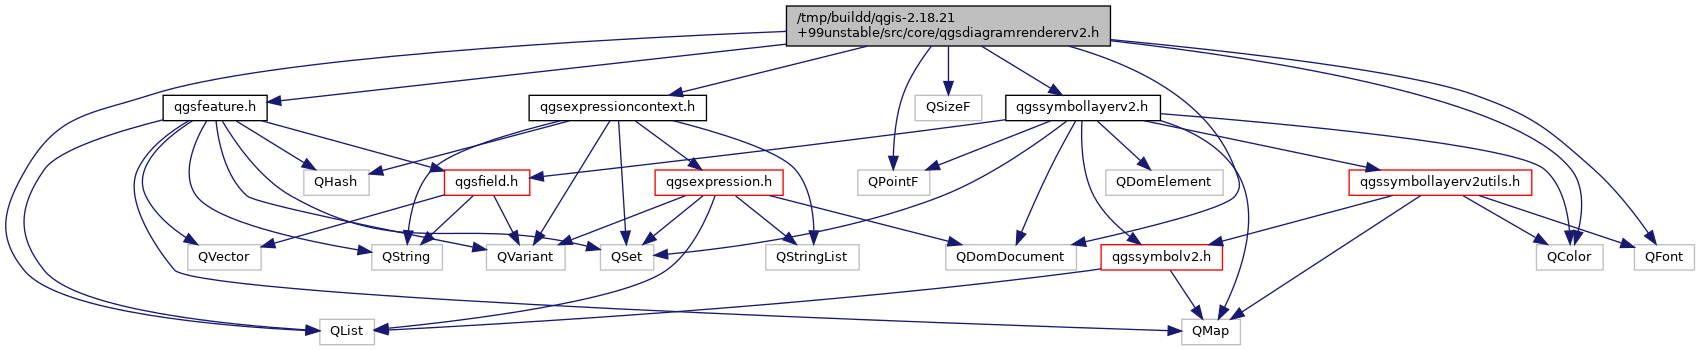 /tmp/buildd/qgis-2.18.21
+99unstable/src/core/qgsdiagramrendererv2.h
qgsfeature.h
qgsexpressioncontext.h
QSizeF
qgssymbollayerv2.h
QHash
qgsfield.h
qgsexpression.h
QPointF
QDomElement
qgssymbollayerv2utils.h
QVector
QString
QVariant
QSet
QStringList
QDomDocument
qgssymbolv2.h
QColor
QFont
QList
QMap